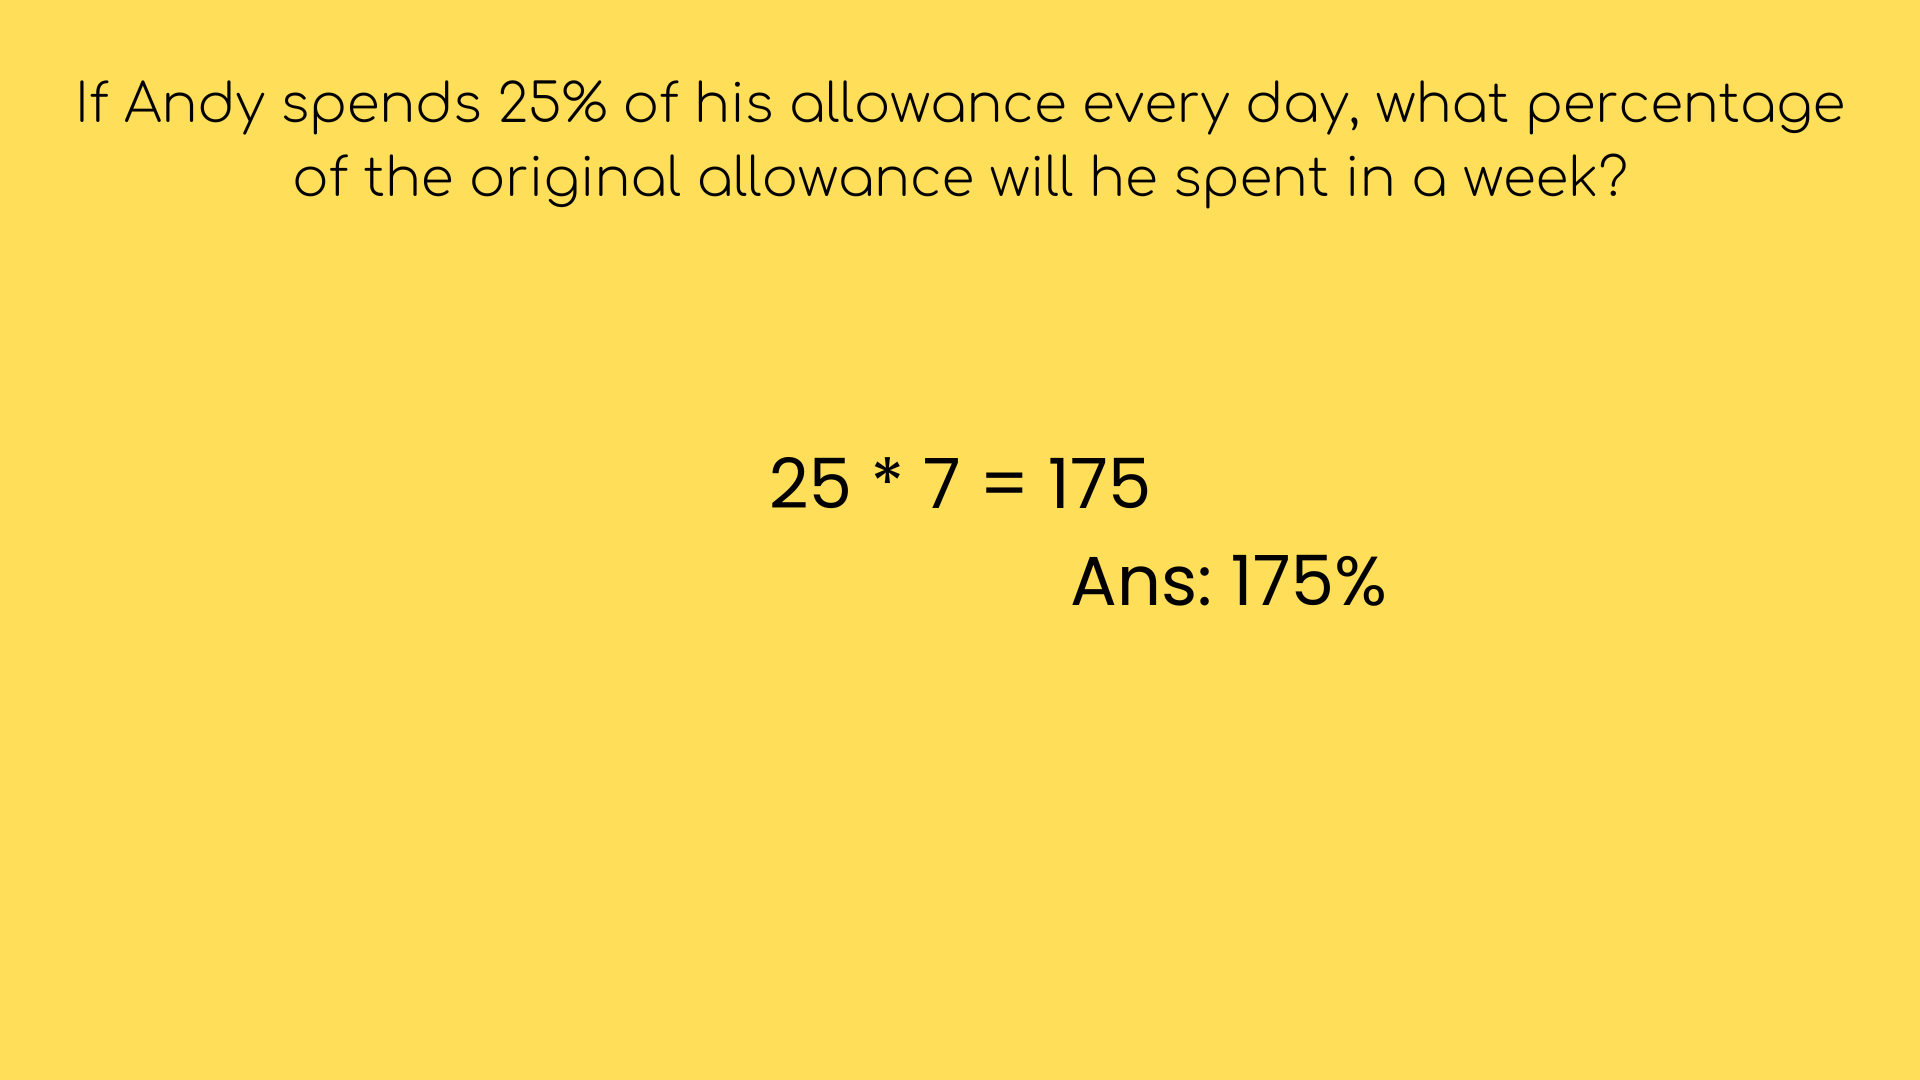 If Andy spends 25% of his allowance every day, what percentage
of the original allowance will he spent in a week?
25 * 7 = 175
Ans: 175%